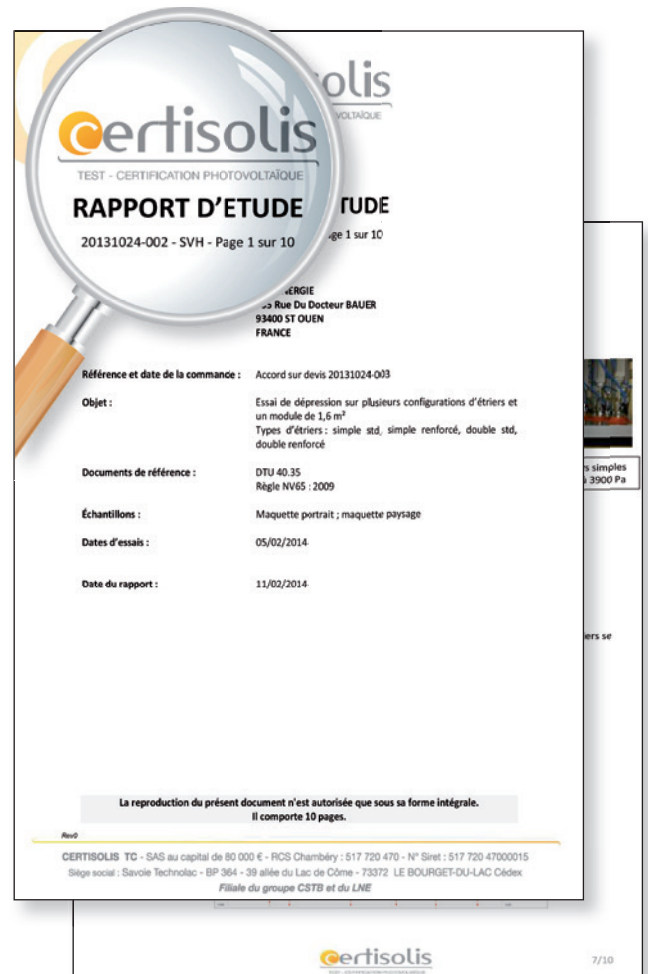 certisolis
TEST - CERTIFICATION PHOTOVOLTAÏQUE
RAPPORT D'ETUDE
20131024-002 - SVH - Page 1 sur 10
olis
VOLTAÏQUE
TUDE
ge 1 sur 10
Rue Du Docteur BAUER
93400 ST OUEN
FRANCE
Référence et date de la commande : Accord sur devis 20131024-003
Objet : Essai de dépression sur plusieurs configurations d'étriers et
un module de 1,6 m²
Types d'étriers : simple std, simple renforcé, double std,
double renforcé
Documents de référence : DTU 40.35
Règle NV65 : 2009
Échantillons : Maquette portrait ; maquette paysage
Dates d'essais : 05/02/2014
Date du rapport : 11/02/2014
La reproduction du présent document n'est autorisée que sous sa forme intégrale.
Il comporte 10 pages.
Rev0
CERTISOLIS TC - SAS au capital de 80 000 € - RCS Chambéry : 517 720 470 - N° Siret : 517 720 47000015
Siège social : Savoie Technolac - BP 364 - 39 allée du Lac de Côme - 73372 LE BOURGET-DU-LAC Cédex
Filiale du groupe CSTB et du LNE
s simples
à 3900 Pa
ers se
certisolis
7/10